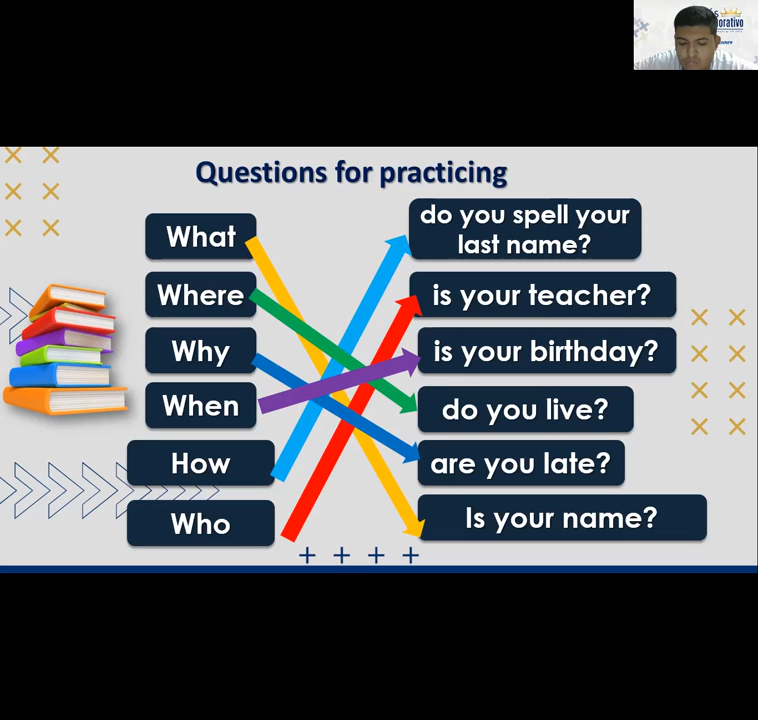 Questions for practicing
What
Where
Why
When
How
Who
do you spell your
last name?
is your teacher?
is your birthday?
do you live?
are you late?
Is your name?